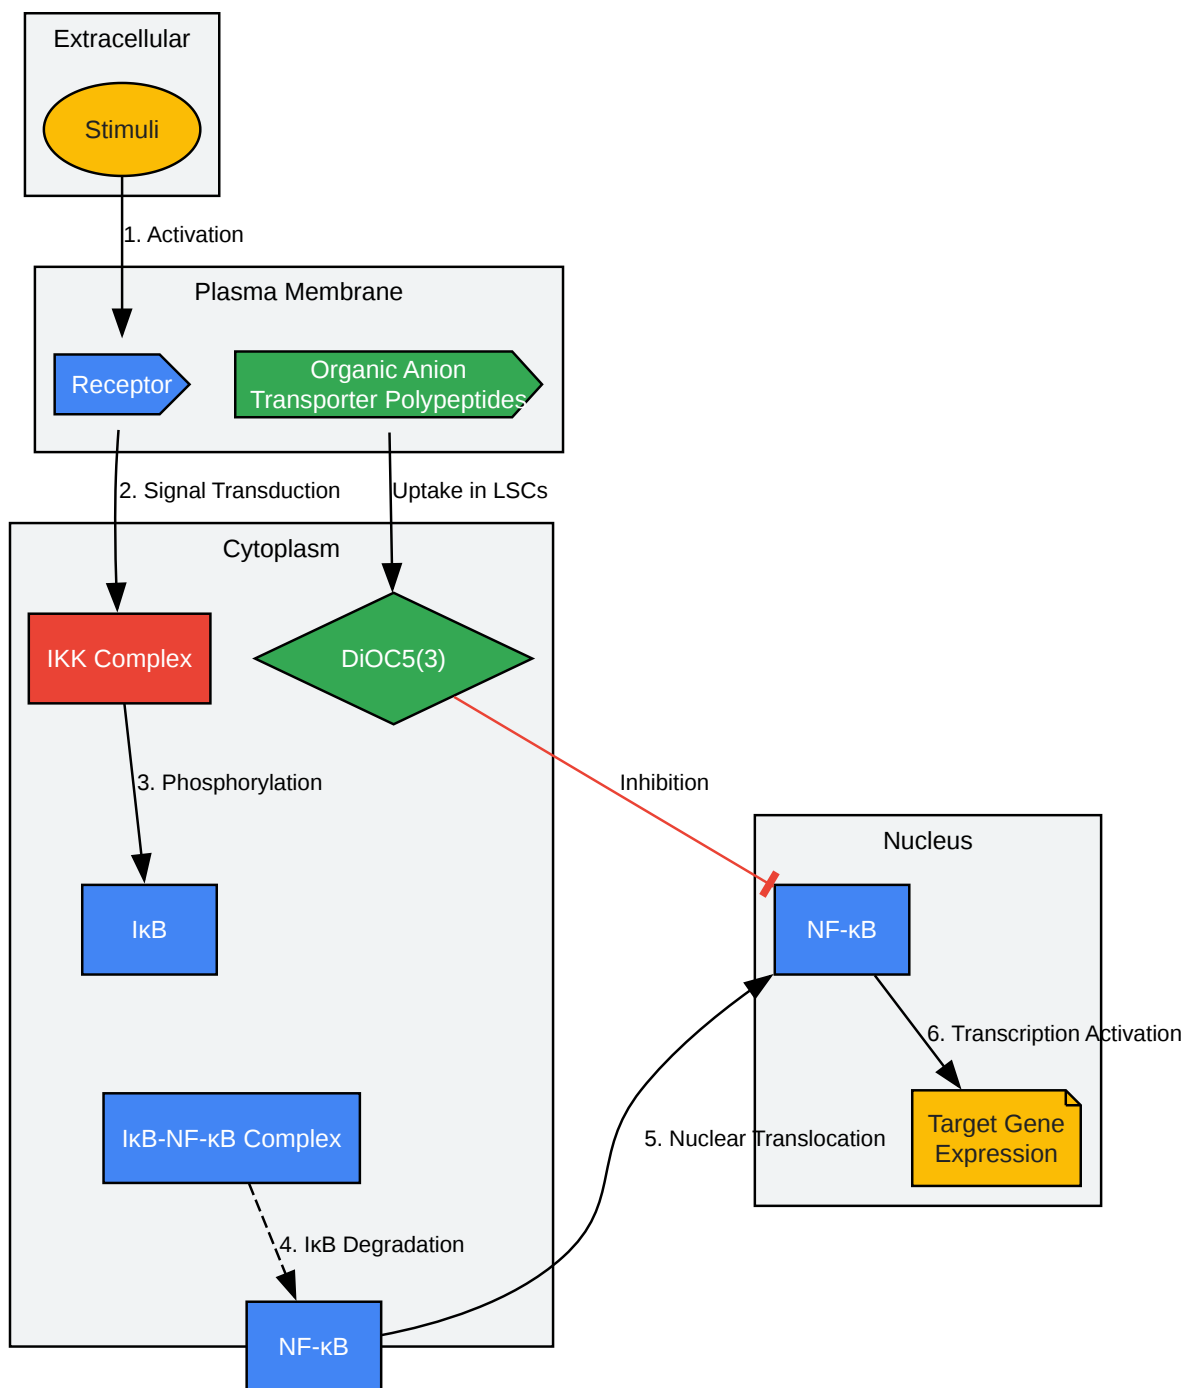 Extracellular
Stimuli
1. Activation
Plasma Membrane
Receptor
Organic Anion
Transporter Polypeptides
2. Signal Transduction
Uptake in LSCs
Cytoplasm
IKK Complex
DiOC5(3)
3. Phosphorylation
Inhibition
Nucleus
IκB
NF-κB
6. Transcription Activation
IκB-NF-κB Complex
5. Nuclear Translocation
Target Gene
Expression
4. IκB Degradation
NF-κB